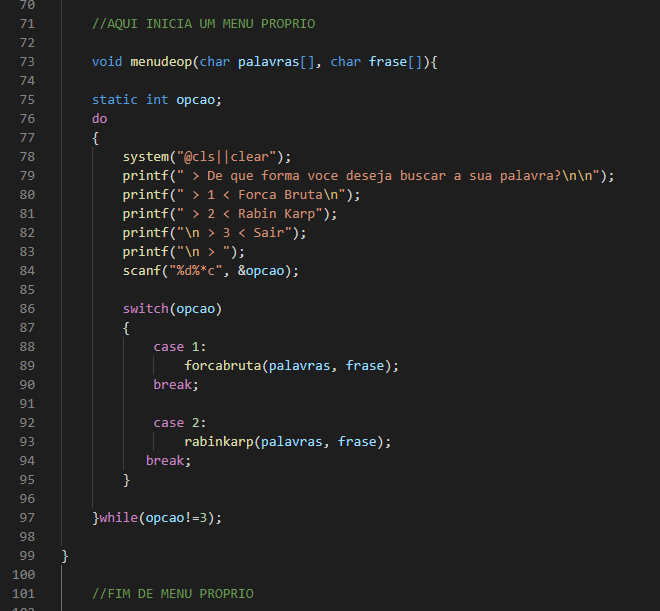 70
71 //AQUI INICIA UM MENU PROPRIO
72
73 void menudeop(char palavras[], char frase[]){
74
75 static int opcao;
76 do
77 {
78 system("@cls||clear");
79 printf(" > De que forma voce deseja buscar a sua palavra?\n\n");
80 printf(" > 1 < Forca Bruta\n");
81 printf(" > 2 < Rabin Karp");
82 printf("\n > 3 < Sair");
83 printf("\n > ");
84 scanf("%d%*c", &opcao);
85
86 switch(opcao)
87 {
88 case 1:
89 forcabruta(palavras, frase);
90 break;
91
92 case 2:
93 rabinkarp(palavras, frase);
94 break;
95 }
96
97 }while(opcao!=3);
98
99 }
100
101 //FIM DE MENU PROPRIO
102